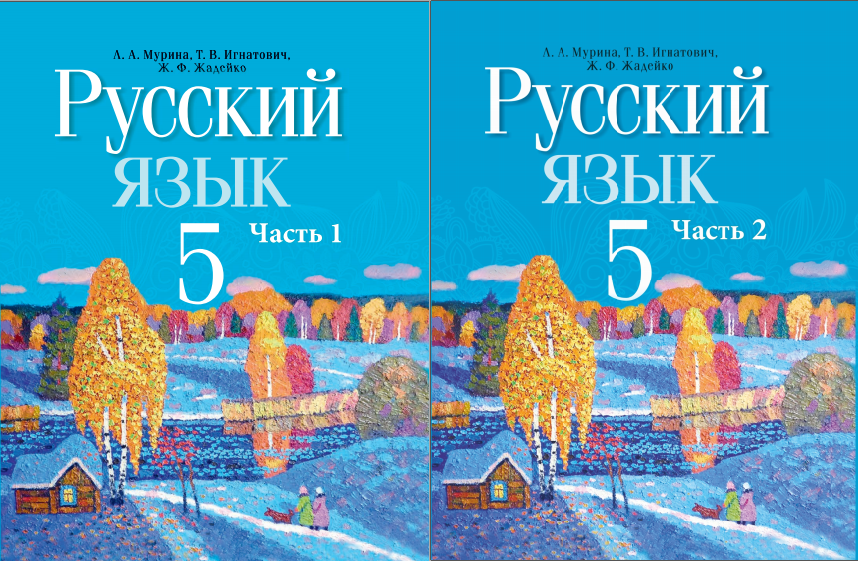 Л. А. Мурина, Т. В. Игнатович,
Ж. Ф. Жадейко
Русский
язык
5
Часть 1
Л. А. Мурина, Т. В. Игнатович,
Ж. Ф. Жадейко
Русский
язык
5
Часть 2